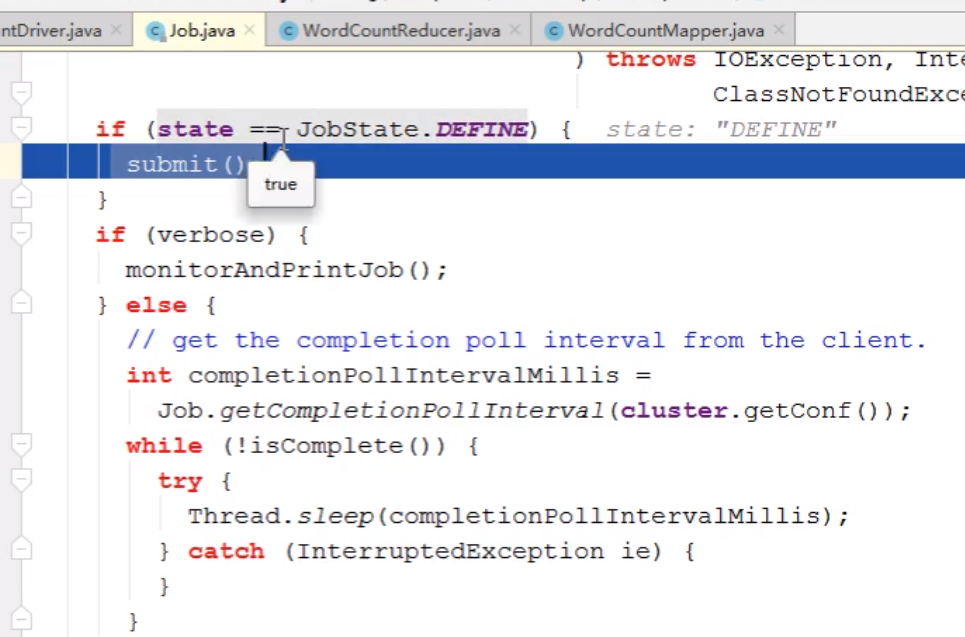 ntDriver.java Job.java WordCountReducer.java WordCountMapper.java
) throws IOException, Inte
ClassNotFoundExce
if (state == JobState.DEFINE) { state: "DEFINE"
submit()
true
}
if (verbose) {
monitorAndPrintJob();
} else {
// get the completion poll interval from the client.
int completionPollIntervalMillis =
Job.getCompletionPollInterval(cluster.getConf());
while (!isComplete()) {
try {
Thread.sleep(completionPollIntervalMillis);
} catch (InterruptedException ie) {
}
}